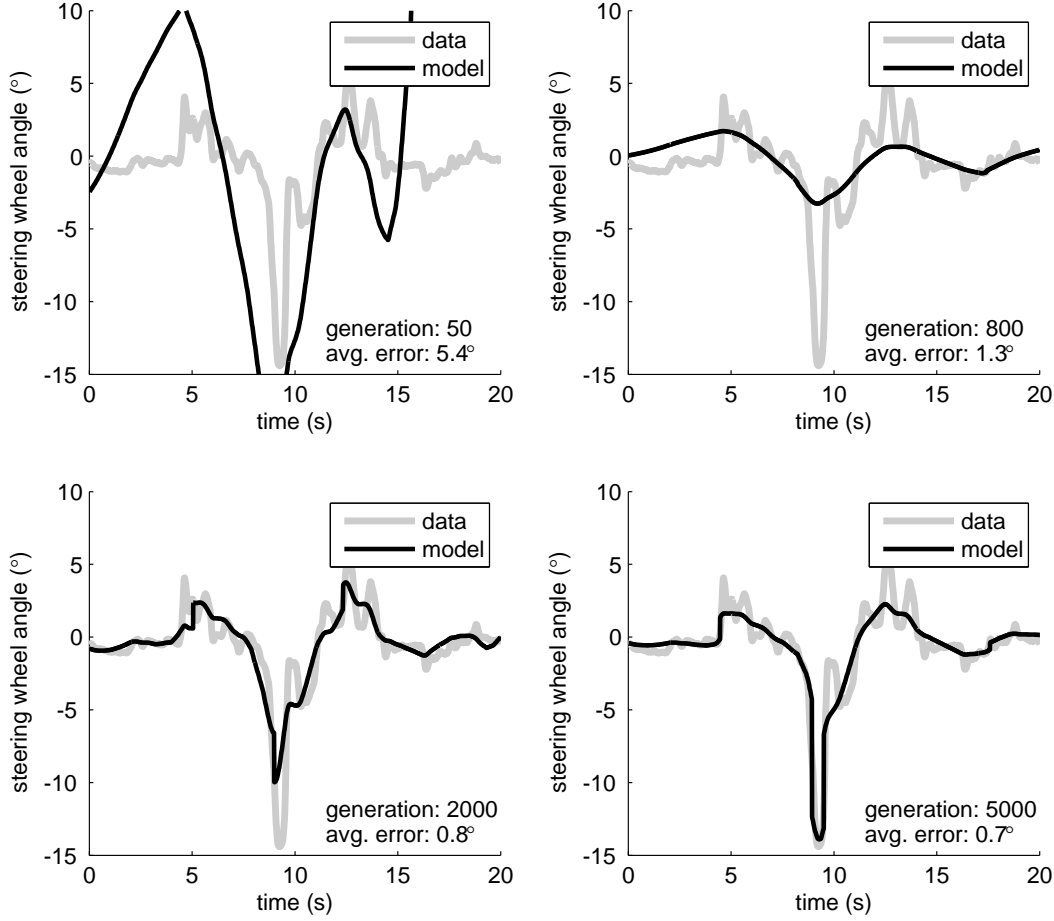 10
5
0
-5
-10
-15
0 5 10 15 20
steering wheel angle (°)
time (s)
data
model
generation: 50
avg. error: 5.4°
10
5
0
-5
-10
-15
0 5 10 15 20
steering wheel angle (°)
time (s)
data
model
generation: 800
avg. error: 1.3°
10
5
0
-5
-10
-15
0 5 10 15 20
steering wheel angle (°)
time (s)
data
model
generation: 2000
avg. error: 0.8°
10
5
0
-5
-10
-15
0 5 10 15 20
steering wheel angle (°)
time (s)
data
model
generation: 5000
avg. error: 0.7°